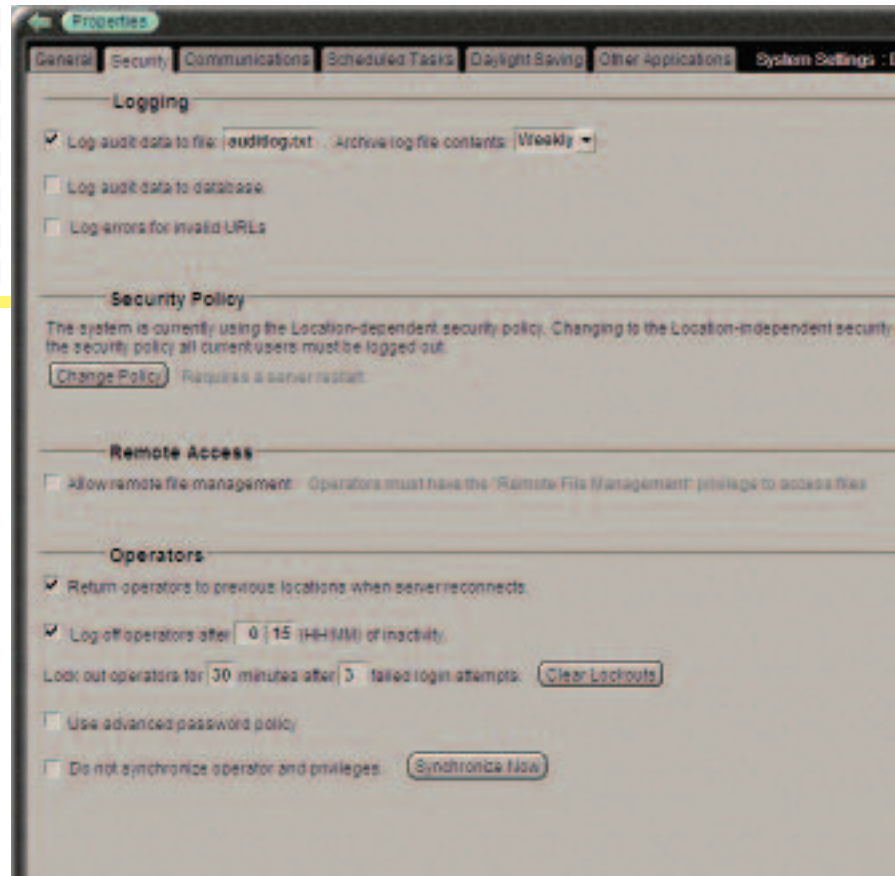 Properties
General Security Communications Scheduled Tasks Daylight Saving Other Applications System Settings :
Logging
Log audit data to file: auditlog.txt Archive log file contents: Weekly
Log audit data to database
Log errors for invalid URLs
Security Policy
The system is currently using the Location-dependent security policy. Changing to the Location-independent security
the security policy all current users must be logged out.
Change Policy Requires a server restart
Remote Access
Allow remote file management Operators must have the "Remote File Management" privilege to access files
Operators
Return operators to previous locations when server reconnects.
Log off operators after 0 : 15 (HH:MM) of inactivity.
Lock out operators for 30 minutes after 3 failed login attempts. Clear Lockouts
Use advanced password policy
Do not synchronize operator and privileges. Synchronize Now